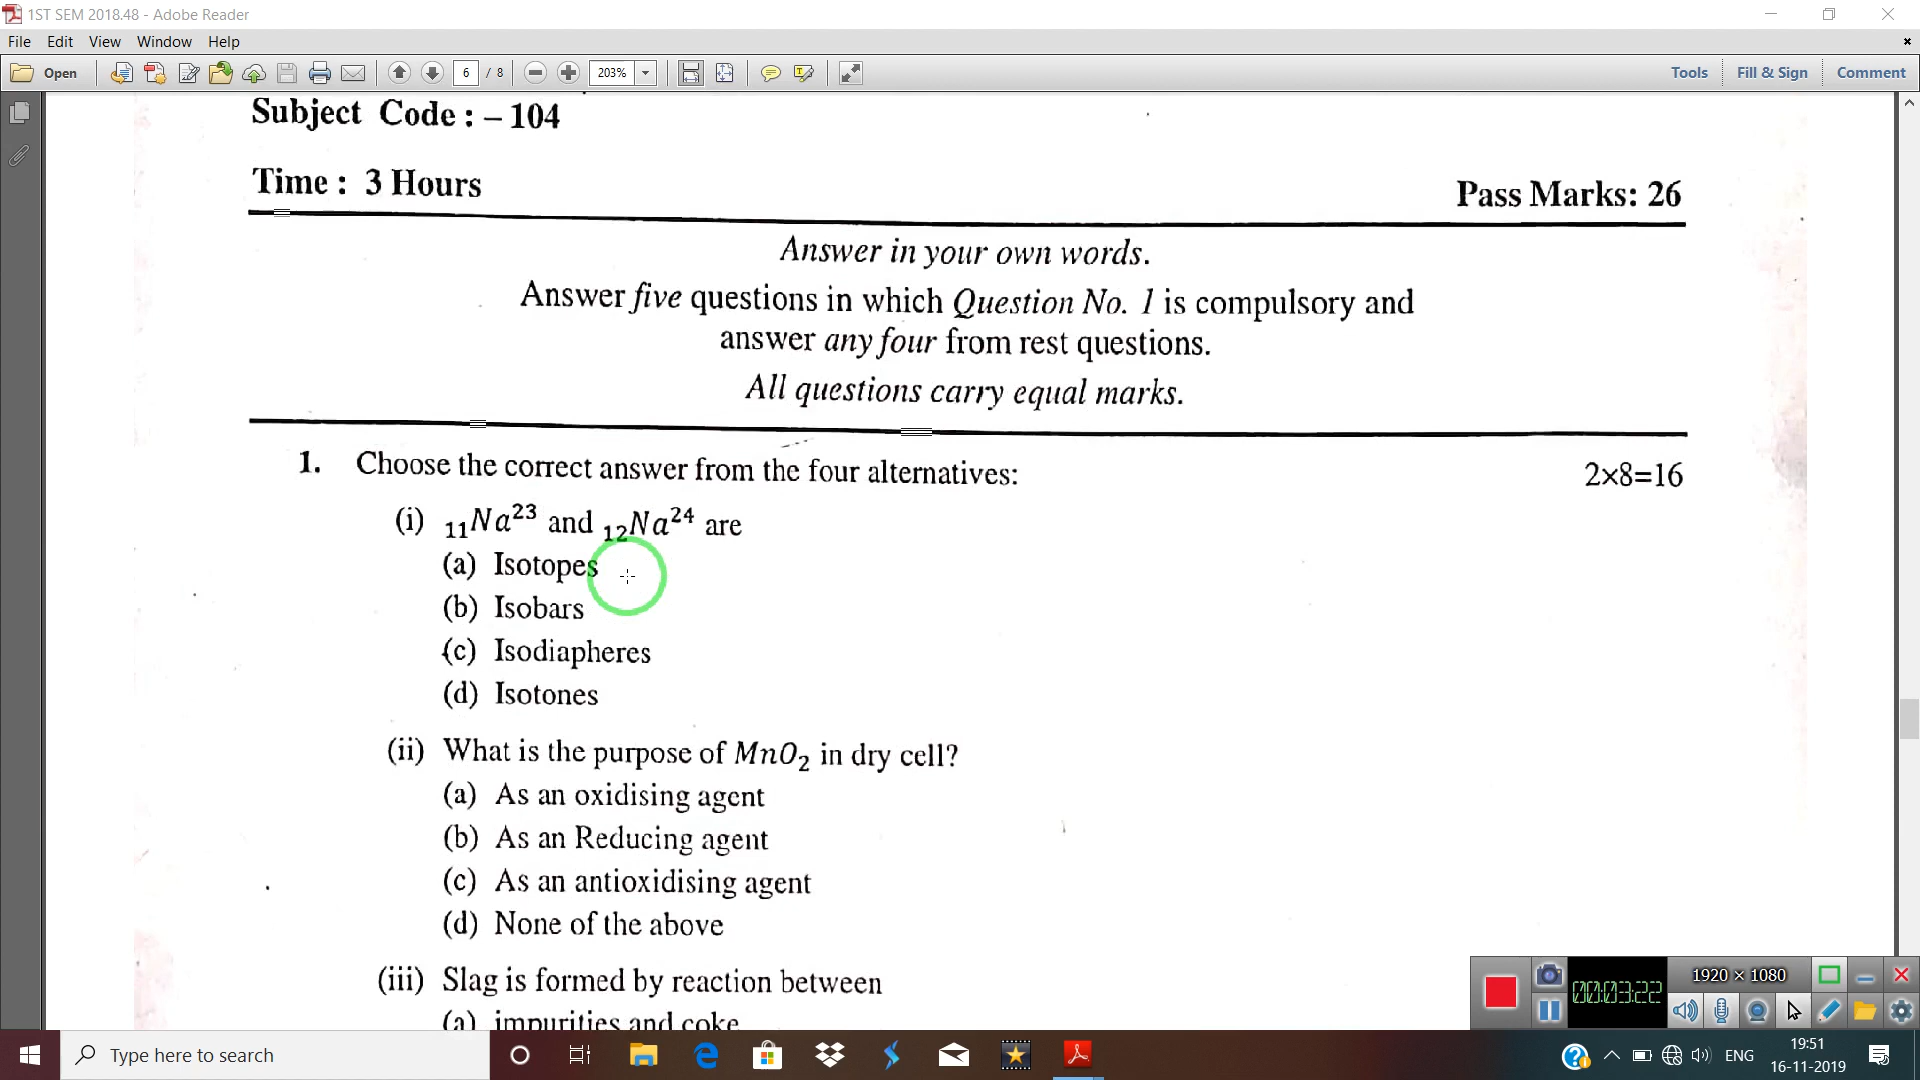 1ST SEM 2018.48 - Adobe Reader
File Edit View Window Help
Open 6 / 8 203% Tools Fill & Sign Comment
Subject Code : – 104
Time : 3 Hours
Pass Marks: 26
Answer in your own words.
Answer five questions in which Question No. 1 is compulsory and
answer any four from rest questions.
All questions carry equal marks.
1. Choose the correct answer from the four alternatives: 2×8=16
(i) ₁₁Na²³ and ₁₂Na²⁴ are
(a) Isotopes
(b) Isobars
(c) Isodiapheres
(d) Isotones
(ii) What is the purpose of MnO₂ in dry cell?
(a) As an oxidising agent
(b) As an Reducing agent
(c) As an antioxidising agent
(d) None of the above
(iii) Slag is formed by reaction between
(a) impurities and coke
1920 × 1080
00:03:22
Type here to search
ENG
19:51
16-11-2019